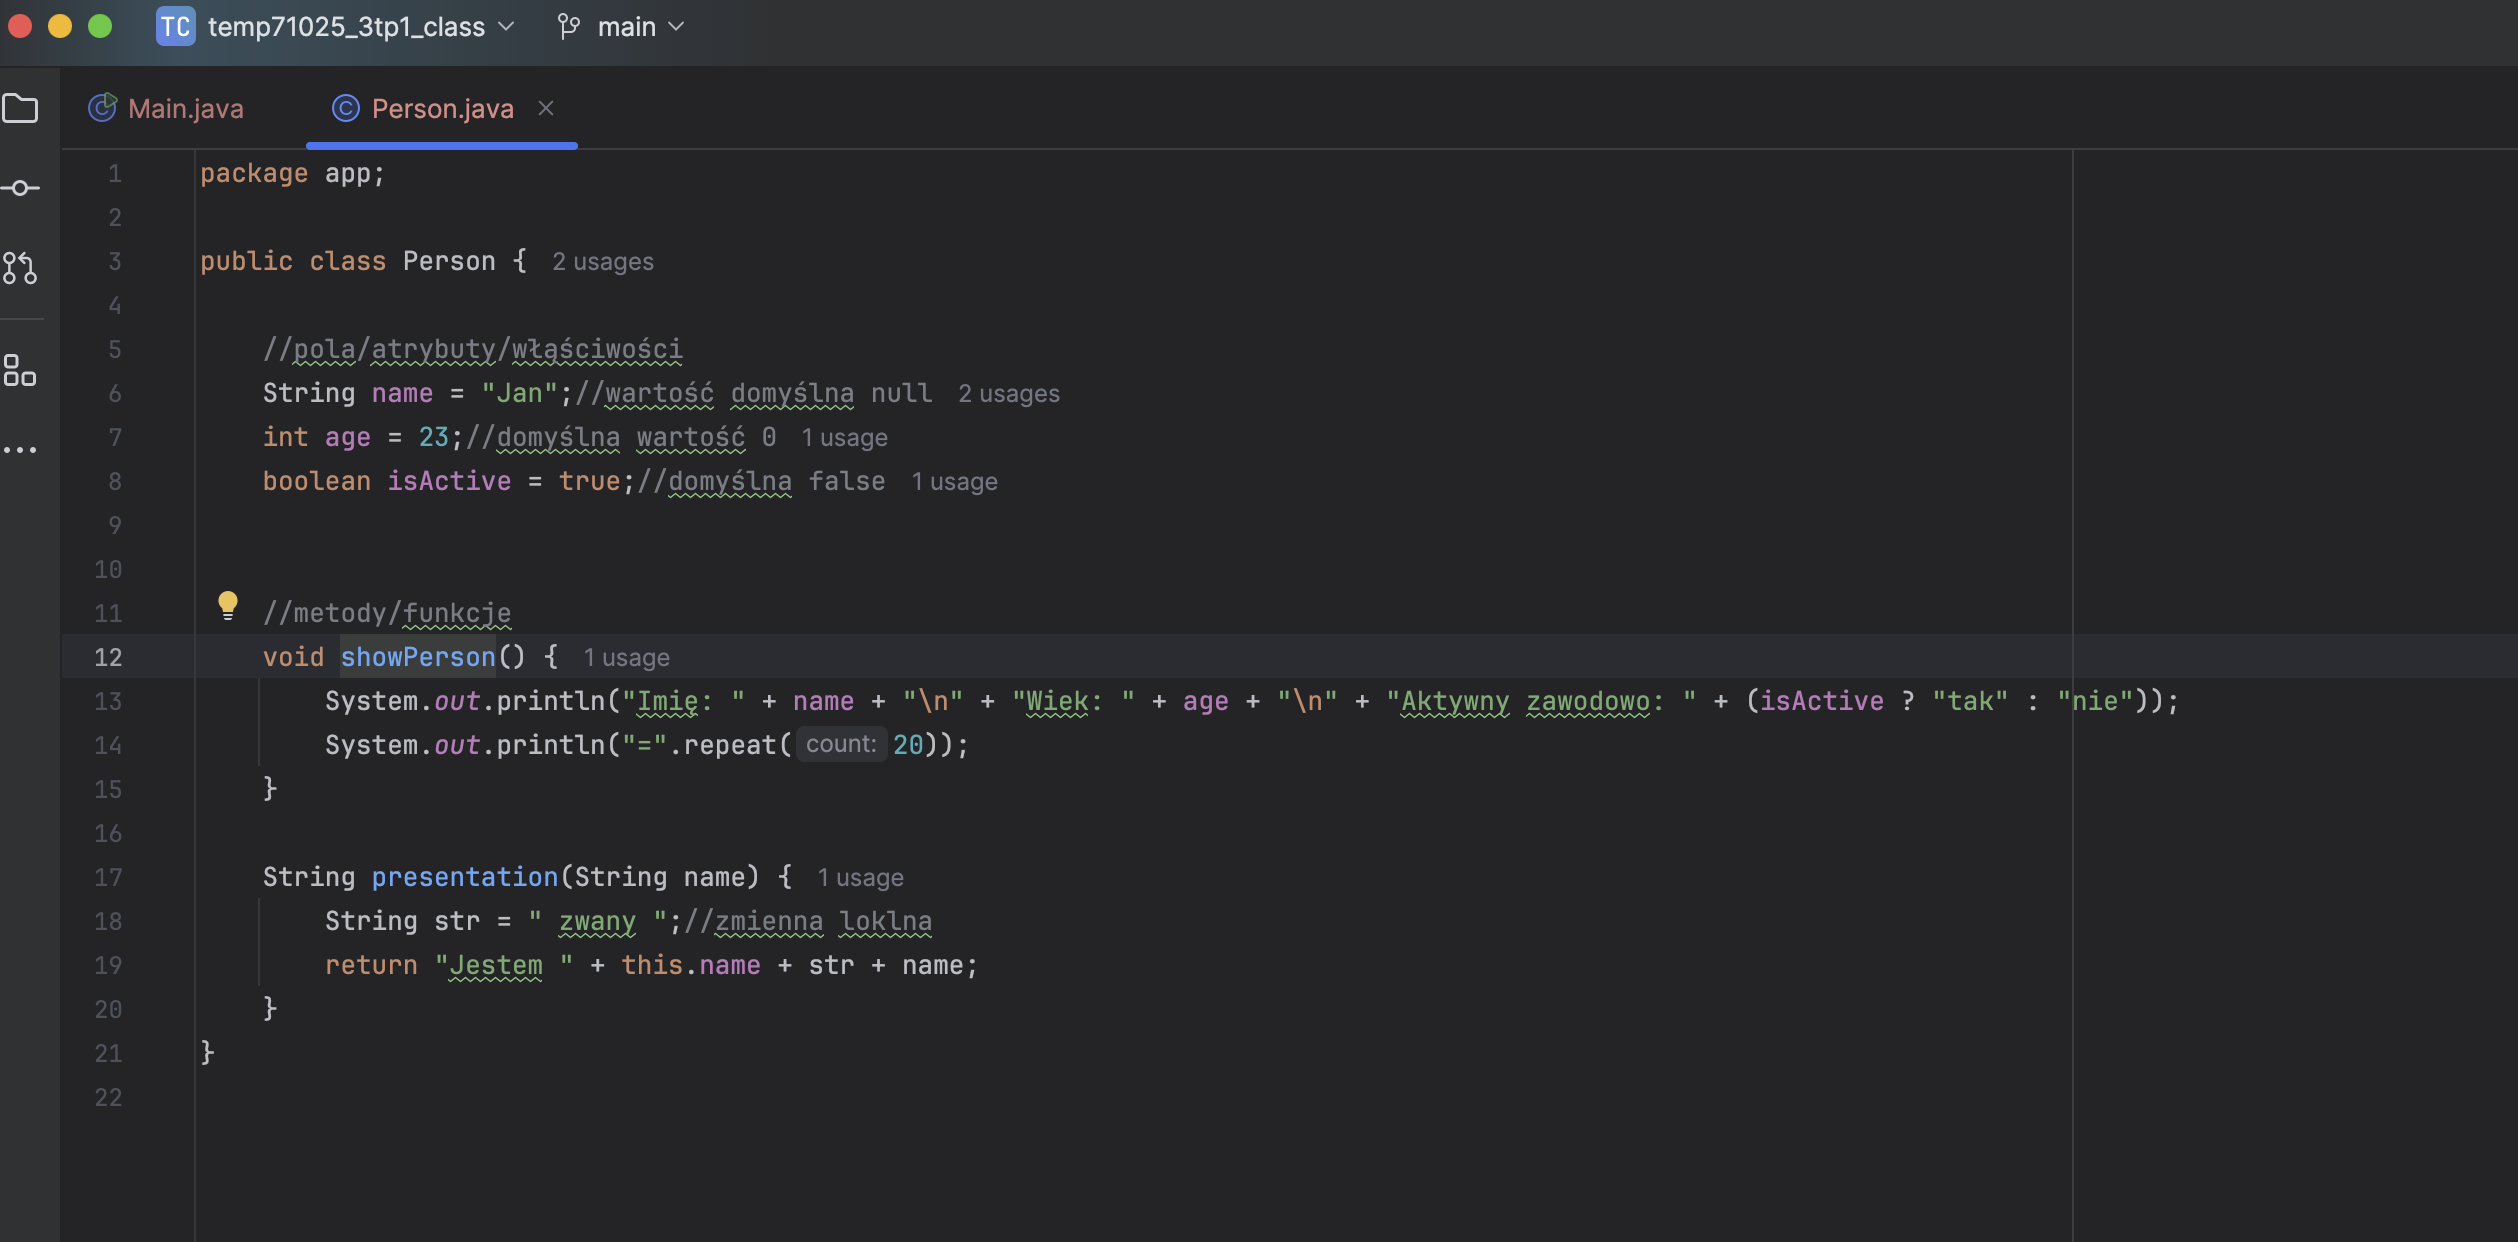 TC temp71025_3tp1_class main
Main.java Person.java
1 package app;
2
3 public class Person { 2 usages
4
5 //pola/atrybuty/włąściwości
6 String name = "Jan";//wartość domyślna null 2 usages
7 int age = 23;//domyślna wartość 0 1 usage
8 boolean isActive = true;//domyślna false 1 usage
9
10
11 //metody/funkcje
12 void showPerson() { 1 usage
13 System.out.println("Imię: " + name + "\n" + "Wiek: " + age + "\n" + "Aktywny zawodowo: " + (isActive ? "tak" : "nie"));
14 System.out.println("=".repeat( count: 20));
15 }
16
17 String presentation(String name) { 1 usage
18 String str = " zwany ";//zmienna loklna
19 return "Jestem " + this.name + str + name;
20 }
21 }
22